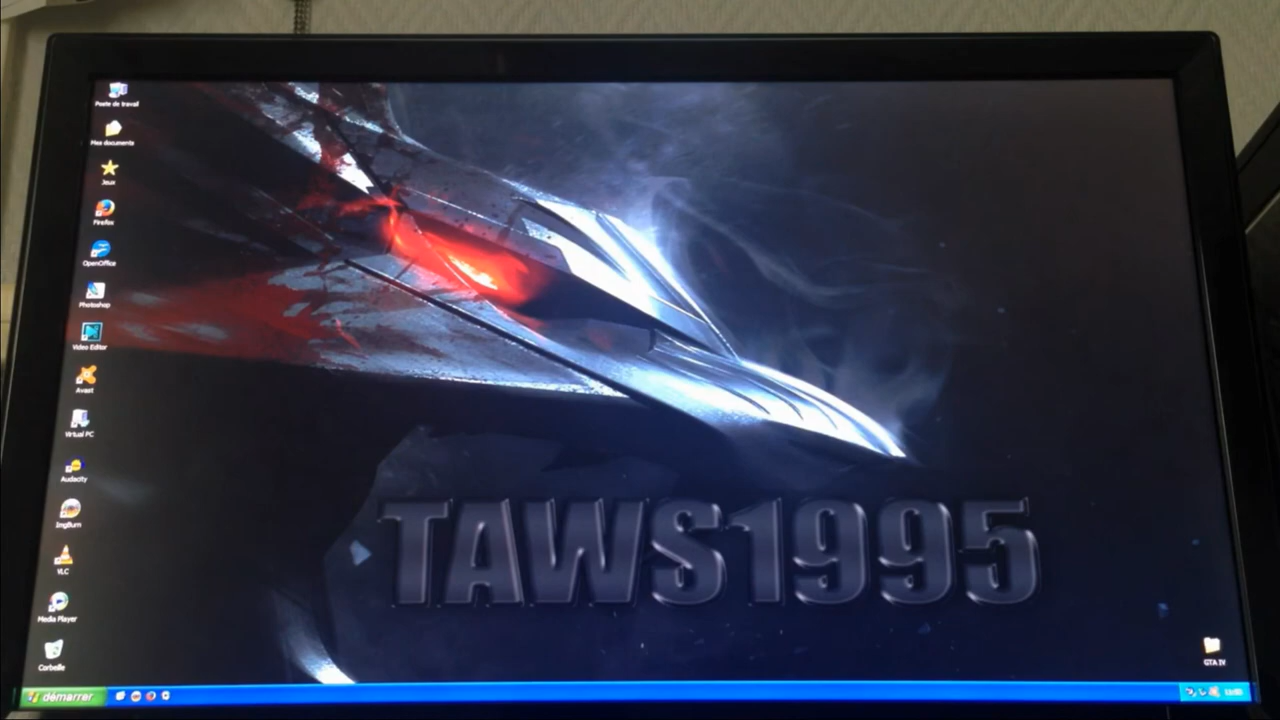 Poste de travail
Mes documents
Jeux
Firefox
OpenOffice
Photoshop
Video Editor
Avast
Virtual PC
Audacity
ImgBurn
VLC
Media Player
Corbeille
TAWS1995
GTA IV
démarrer